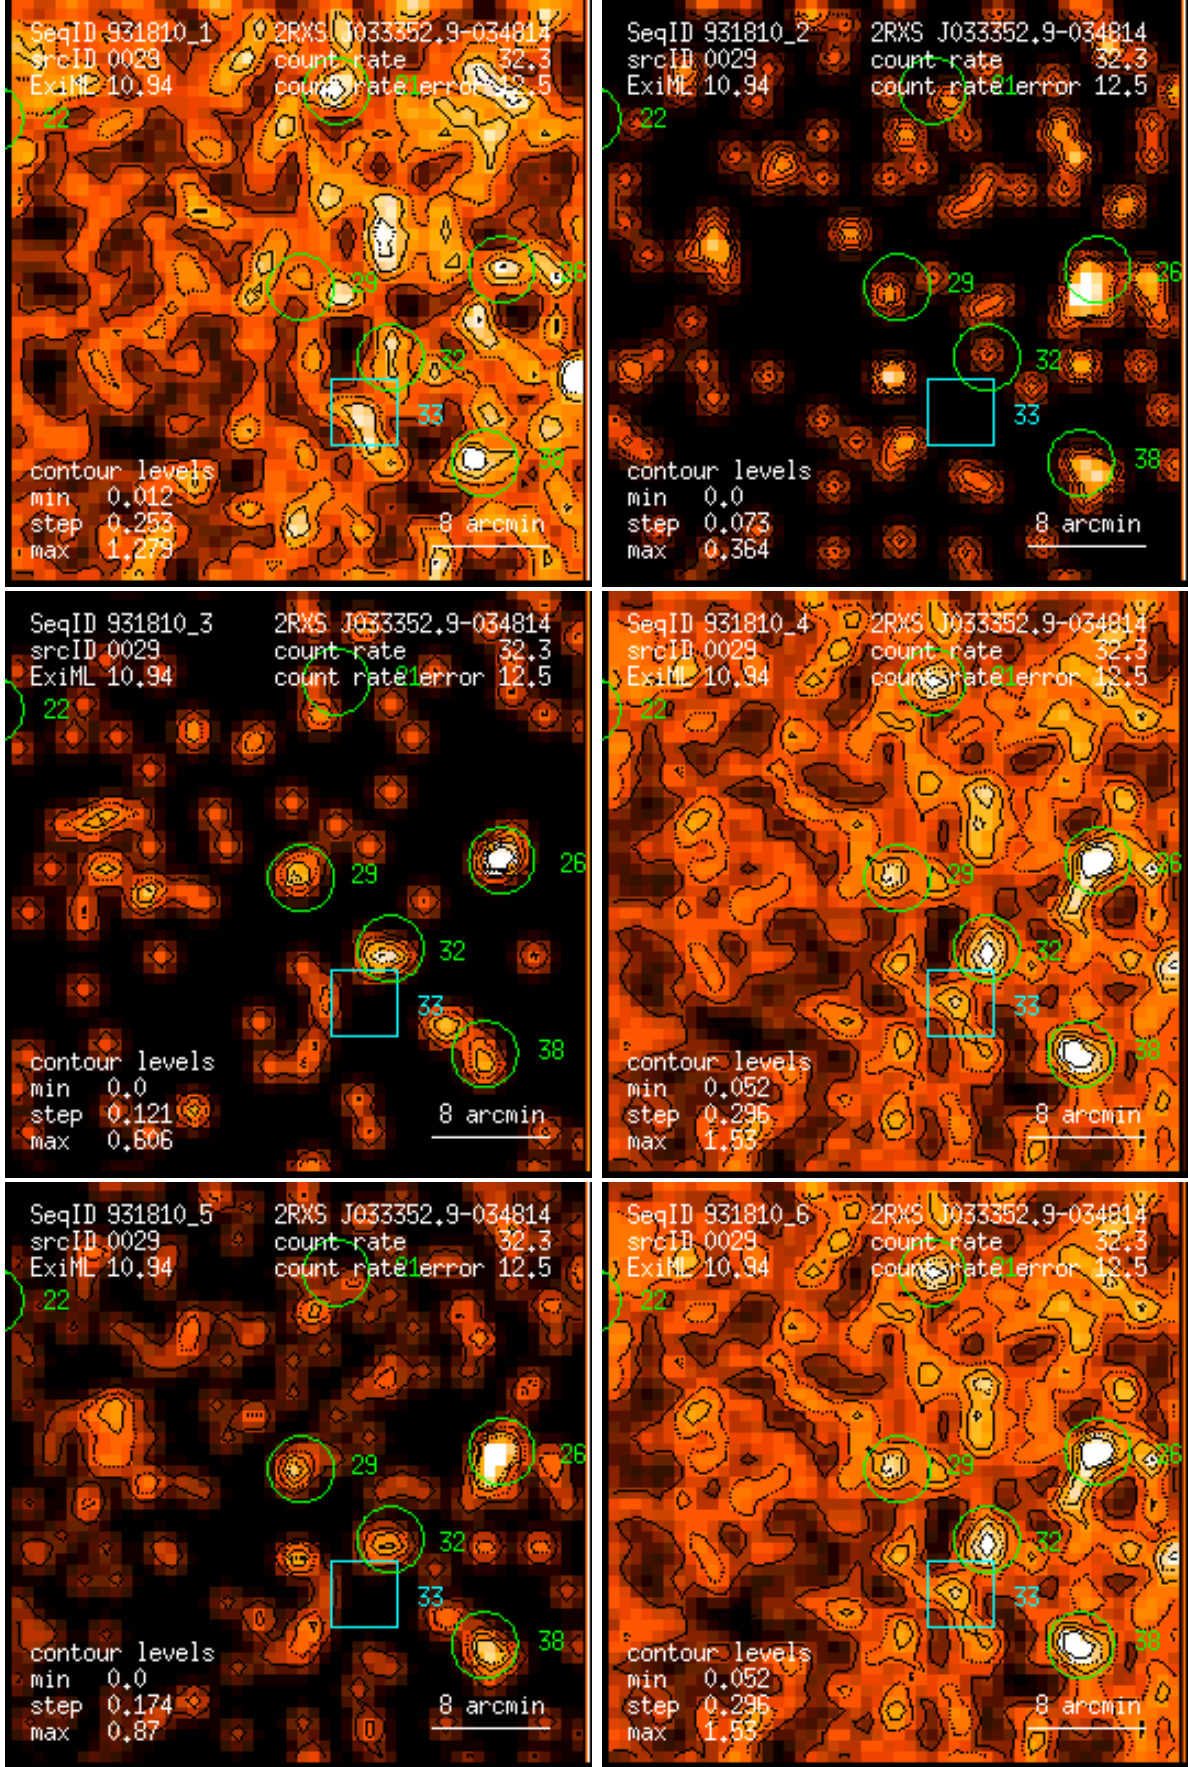 SeqID 931810_1 2RXS J033352.9-034814
srcID 0029 count rate 32.3
ExiML 10.94 count rate 21 error 12.5
22
29
26
32
33
38
contour levels
min 0.012
step 0.253
max 1.279
8 arcmin
SeqID 931810_2 2RXS J033352.9-034814
srcID 0029 count rate 32.3
ExiML 10.94 count rate 21 error 12.5
22
29
26
32
33
38
contour levels
min 0.0
step 0.073
max 0.364
8 arcmin
SeqID 931810_3 2RXS J033352.9-034814
srcID 0029 count rate 32.3
ExiML 10.94 count rate 21 error 12.5
22
29
26
32
33
38
contour levels
min 0.0
step 0.121
max 0.606
8 arcmin
SeqID 931810_4 2RXS J033352.9-034814
srcID 0029 count rate 32.3
ExiML 10.94 count rate 21 error 12.5
22
29
26
32
33
38
contour levels
min 0.052
step 0.296
max 1.53
8 arcmin
SeqID 931810_5 2RXS J033352.9-034814
srcID 0029 count rate 32.3
ExiML 10.94 count rate 21 error 12.5
22
29
26
32
33
38
contour levels
min 0.0
step 0.174
max 0.87
8 arcmin
SeqID 931810_6 2RXS J033352.9-034814
srcID 0029 count rate 32.3
ExiML 10.94 count rate 21 error 12.5
22
29
26
32
33
38
contour levels
min 0.052
step 0.296
max 1.53
8 arcmin